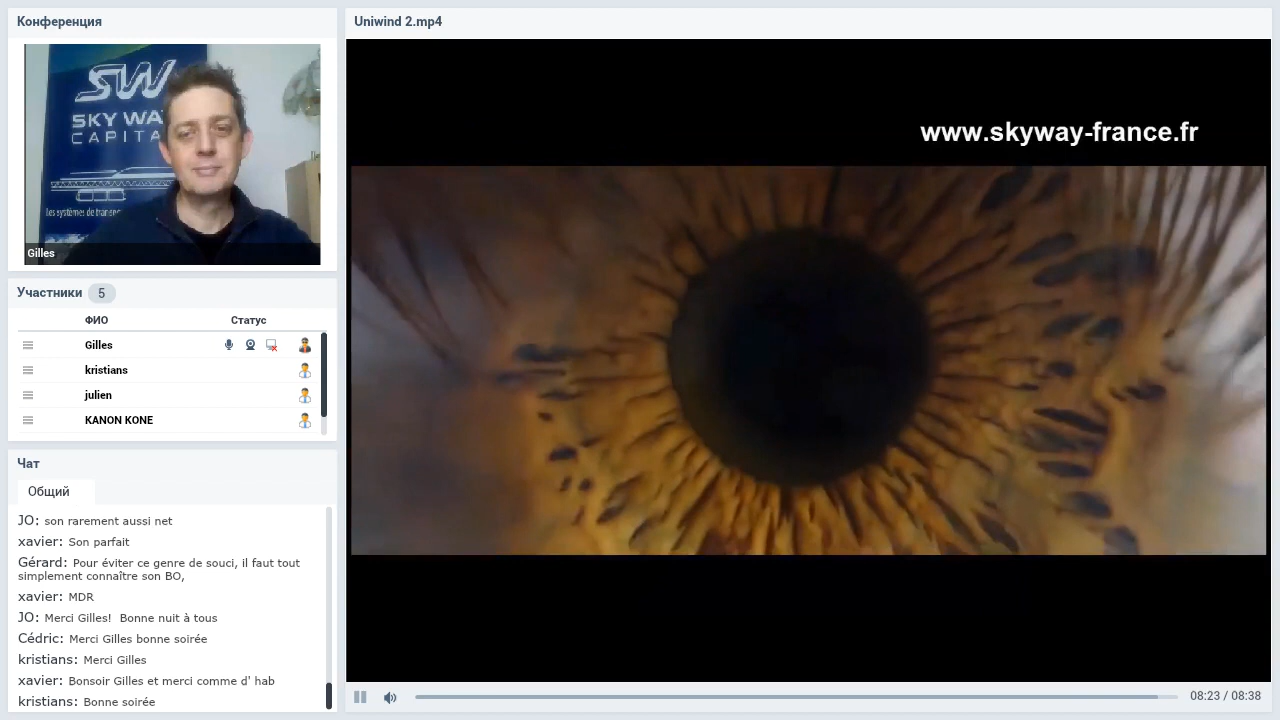 Конференция
SW
SKY WA
CAPITA
Gilles
Участники 5
ФИО Статус
Gilles
kristians
julien
KANON KONE
Чат
Общий
JO: son rarement aussi net
xavier: Son parfait
Gérard: Pour éviter ce genre de souci, il faut tout
simplement connaître son BO,
xavier: MDR
JO: Merci Gilles! Bonne nuit à tous
Cédric: Merci Gilles bonne soirée
kristians: Merci Gilles
xavier: Bonsoir Gilles et merci comme d' hab
kristians: Bonne soirée
Uniwind 2.mp4
www.skyway-france.fr
08:23 / 08:38